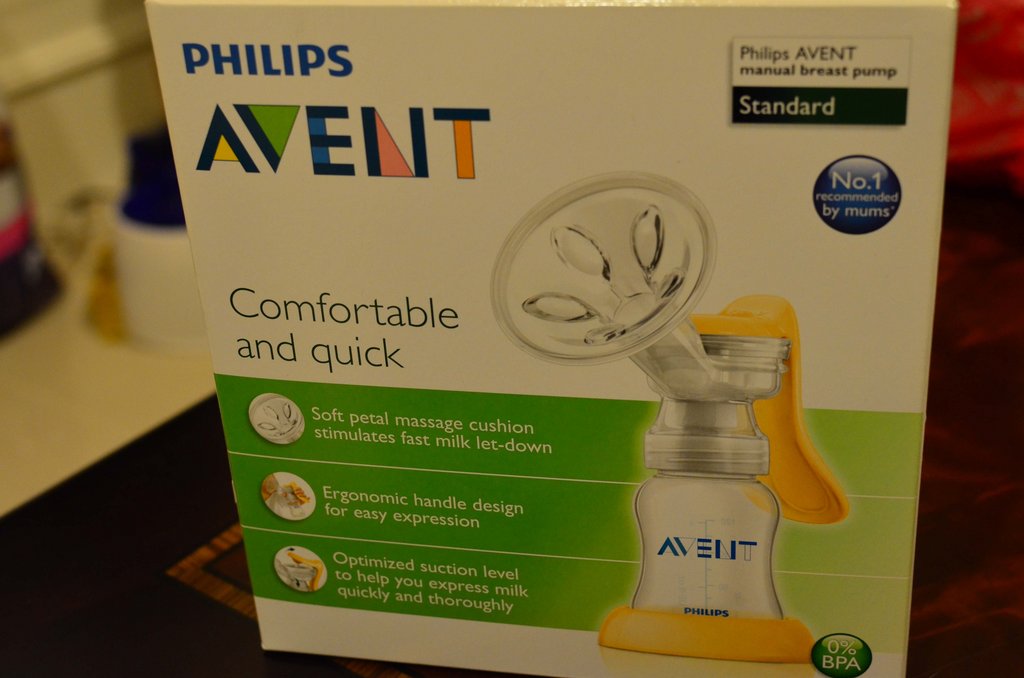 PHILIPS
AVENT
Philips AVENT
manual breast pump
Standard
No.1
recommended
by mums*
Comfortable
and quick
Soft petal massage cushion
stimulates fast milk let-down
Ergonomic handle design
for easy expression
Optimized suction level
to help you express milk
quickly and thoroughly
AVENT
PHILIPS
0%
BPA